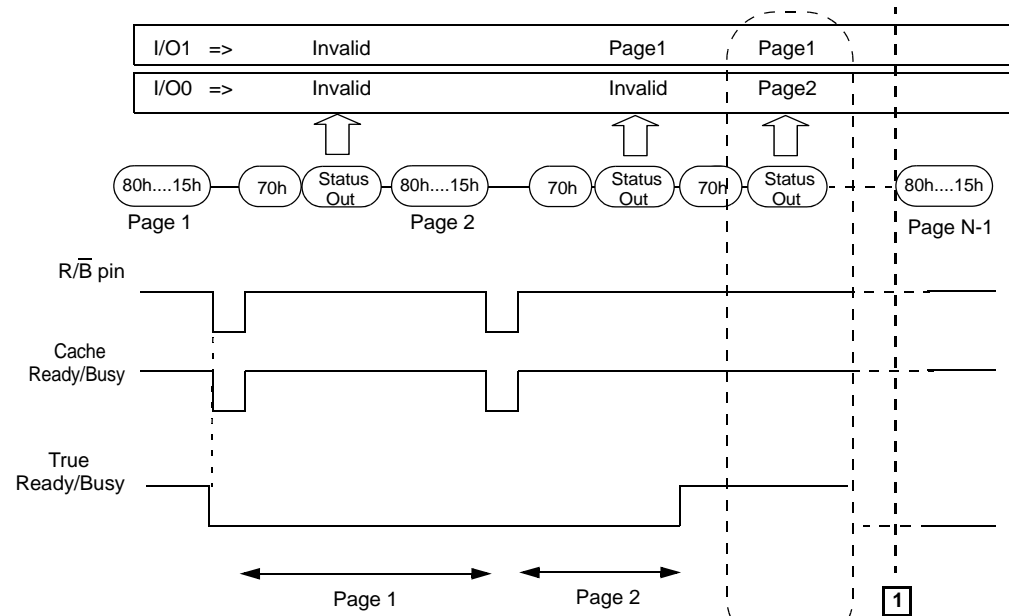 I/O1 => Invalid Page1 Page1
I/O0 => Invalid Invalid Page2
80h....15h 70h Status Out 80h....15h 70h Status Out 70h Status Out 80h....15h
Page 1 Page 2 Page N-1
R/B̅ pin
Cache
Ready/Busy
True
Ready/Busy
Page 1 Page 2 1